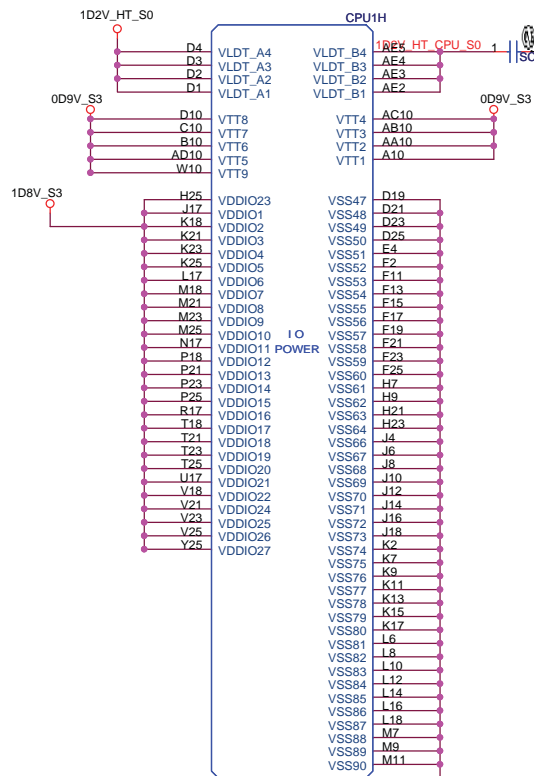 CPU1H
1D2V_HT_S0
1D2V_HT_CPU_S0
1
SC
D4 VLDT_A4 VLDT_B4 AE5
D3 VLDT_A3 VLDT_B3 AE4
D2 VLDT_A2 VLDT_B2 AE3
D1 VLDT_A1 VLDT_B1 AE2
0D9V_S3 0D9V_S3
D10 VTT8 VTT4 AC10
C10 VTT7 VTT3 AB10
B10 VTT6 VTT2 AA10
AD10 VTT5 VTT1 A10
W10 VTT9
1D8V_S3
H25 VDDIO23 VSS47 D19
J17 VDDIO1 VSS48 D21
K18 VDDIO2 VSS49 D23
K21 VDDIO3 VSS50 D25
K23 VDDIO4 VSS51 E4
K25 VDDIO5 VSS52 F2
L17 VDDIO6 VSS53 F11
M18 VDDIO7 VSS54 F13
M21 VDDIO8 VSS55 F15
M23 VDDIO9 VSS56 F17
M25 VDDIO10 VSS57 F19
N17 VDDIO11 VSS58 F21
P18 VDDIO12 VSS59 F23
P21 VDDIO13 VSS60 F25
P23 VDDIO14 VSS61 H7
P25 VDDIO15 VSS62 H9
R17 VDDIO16 VSS63 H21
T18 VDDIO17 VSS64 H23
T21 VDDIO18 VSS66 J4
T23 VDDIO19 VSS67 J6
T25 VDDIO20 VSS68 J8
U17 VDDIO21 VSS69 J10
V18 VDDIO22 VSS70 J12
V21 VDDIO24 VSS71 J14
V23 VDDIO25 VSS72 J16
V25 VDDIO26 VSS73 J18
Y25 VDDIO27 VSS74 K2
VSS75 K7
VSS76 K9
VSS77 K11
VSS78 K13
VSS79 K15
VSS80 K17
VSS81 L6
VSS82 L8
VSS83 L10
VSS84 L12
VSS85 L14
VSS86 L16
VSS87 L18
VSS88 M7
VSS89 M9
VSS90 M11
I O
POWER